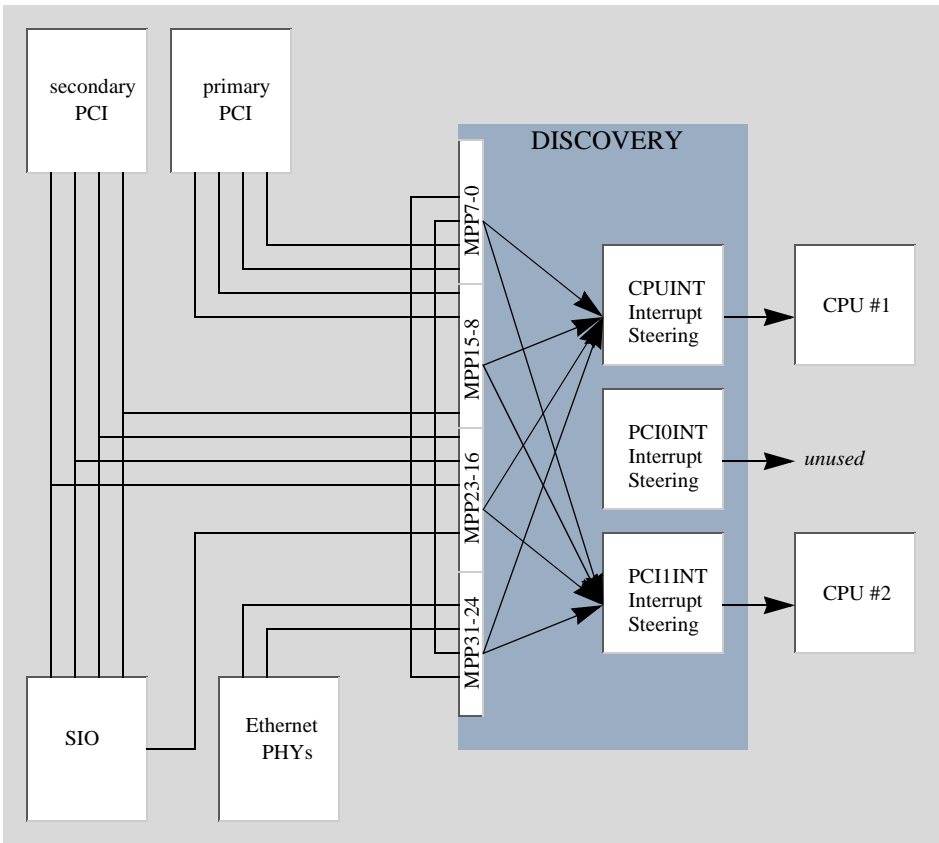 secondary
PCI
primary
PCI
DISCOVERY
MPP7-0
MPP15-8
MPP23-16
MPP31-24
CPUINT
Interrupt
Steering
CPU #1
PCI0INT
Interrupt
Steering
unused
PCI1INT
Interrupt
Steering
CPU #2
SIO
Ethernet
PHYs